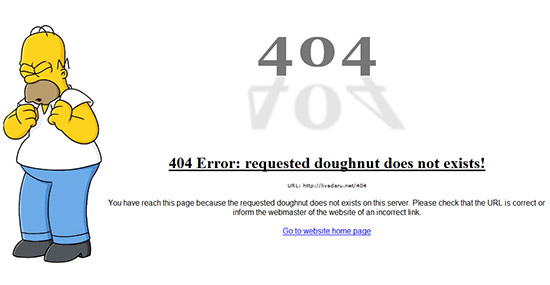 404
404 Error: requested doughnut does not exists!
URL: http://livadaru.net/404
You have reach this page because the requested doughnut does not exists on this server. Please check that the URL is correct or
inform the webmaster of the website of an incorrect link.
Go to website home page